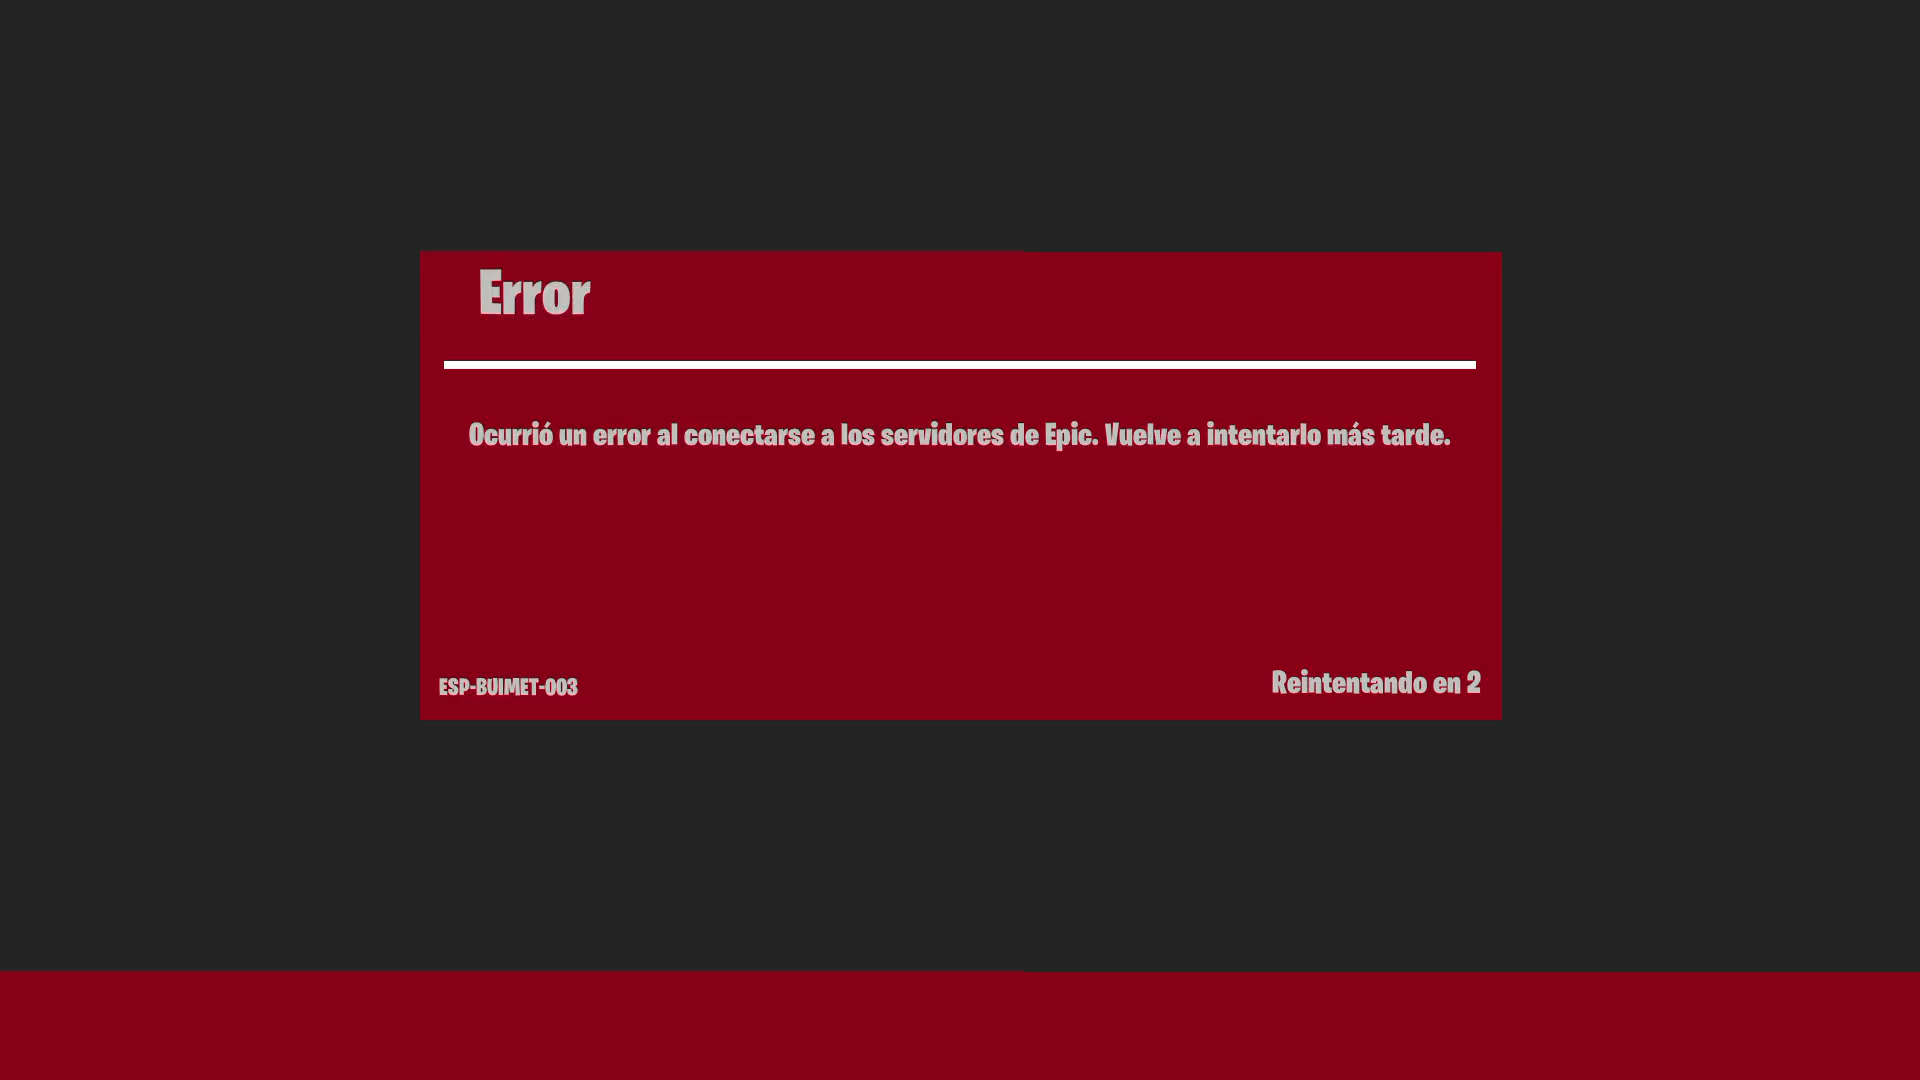 Error
Ocurrió un error al conectarse a los servidores de Epic. Vuelve a intentarlo más tarde.
ESP-BUIMET-003
Reintentando en 2